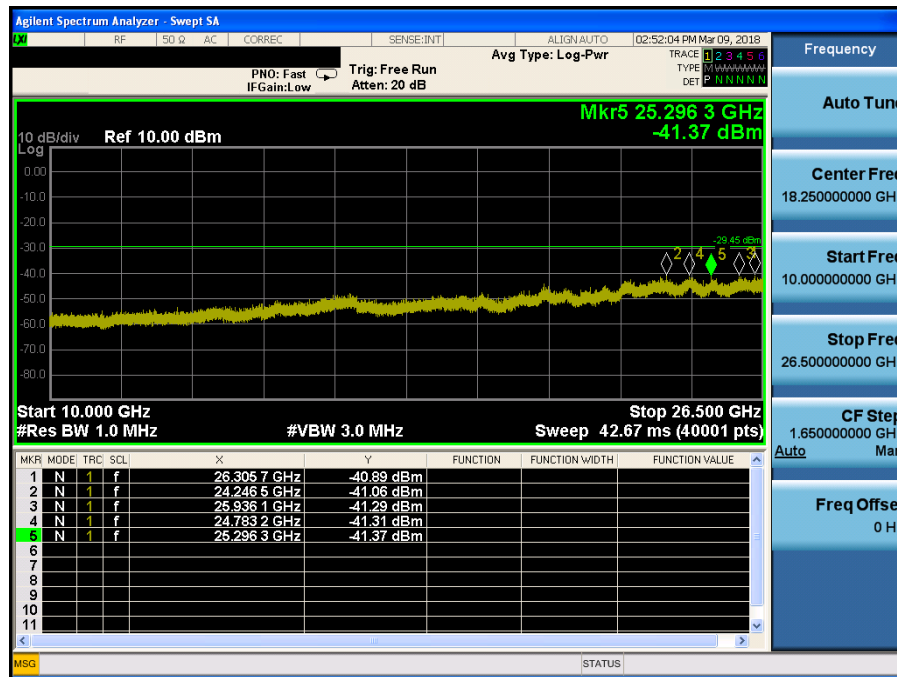 Agilent Spectrum Analyzer - Swept SA
LXI RF 50 Ω AC CORREC SENSE:INT ALIGNAUTO 02:52:04 PM Mar 09, 2018
Avg Type: Log-Pwr TRACE 1 2 3 4 5 6
PNO: Fast Trig: Free Run TYPE M WWWWW
IFGain:Low Atten: 20 dB DET P N N N N N
Frequency
Mkr5 25.296 3 GHz
-41.37 dBm
10 dB/div Ref 10.00 dBm
Log
0.00
-10.0
-20.0
-30.0
-40.0
-50.0
-60.0
-70.0
-80.0
-29.45 dBm
2 4 5 3
Start 10.000 GHz Stop 26.500 GHz
#Res BW 1.0 MHz #VBW 3.0 MHz Sweep 42.67 ms (40001 pts)
MKR MODE TRC SCL X Y FUNCTION FUNCTION WIDTH FUNCTION VALUE
1 N 1 f 26.305 7 GHz -40.89 dBm
2 N 1 f 24.246 5 GHz -41.06 dBm
3 N 1 f 25.936 1 GHz -41.29 dBm
4 N 1 f 24.783 2 GHz -41.31 dBm
5 N 1 f 25.296 3 GHz -41.37 dBm
6
7
8
9
10
11
MSG STATUS
Auto Tun
Center Fre
18.250000000 GH
Start Fre
10.000000000 GH
Stop Fre
26.500000000 GH
CF Step
1.650000000 GH
Auto Man
Freq Offse
0 H